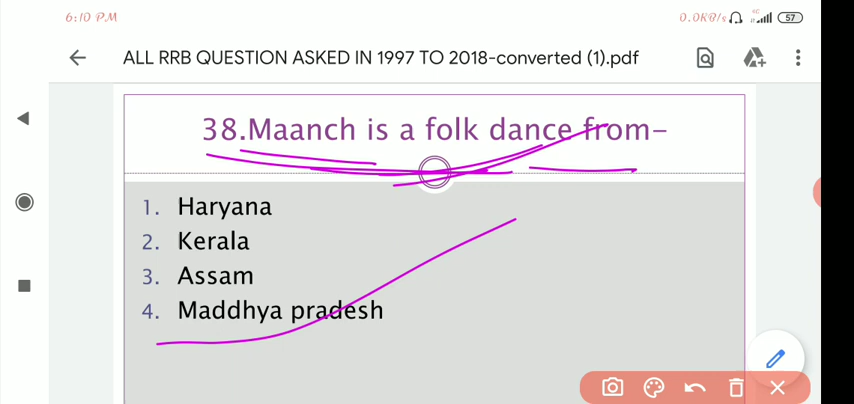 6:10 PM 0.0KB/s 4G 57
ALL RRB QUESTION ASKED IN 1997 TO 2018-converted (1).pdf
38.Maanch is a folk dance from-
1. Haryana
2. Kerala
3. Assam
4. Maddhya pradesh